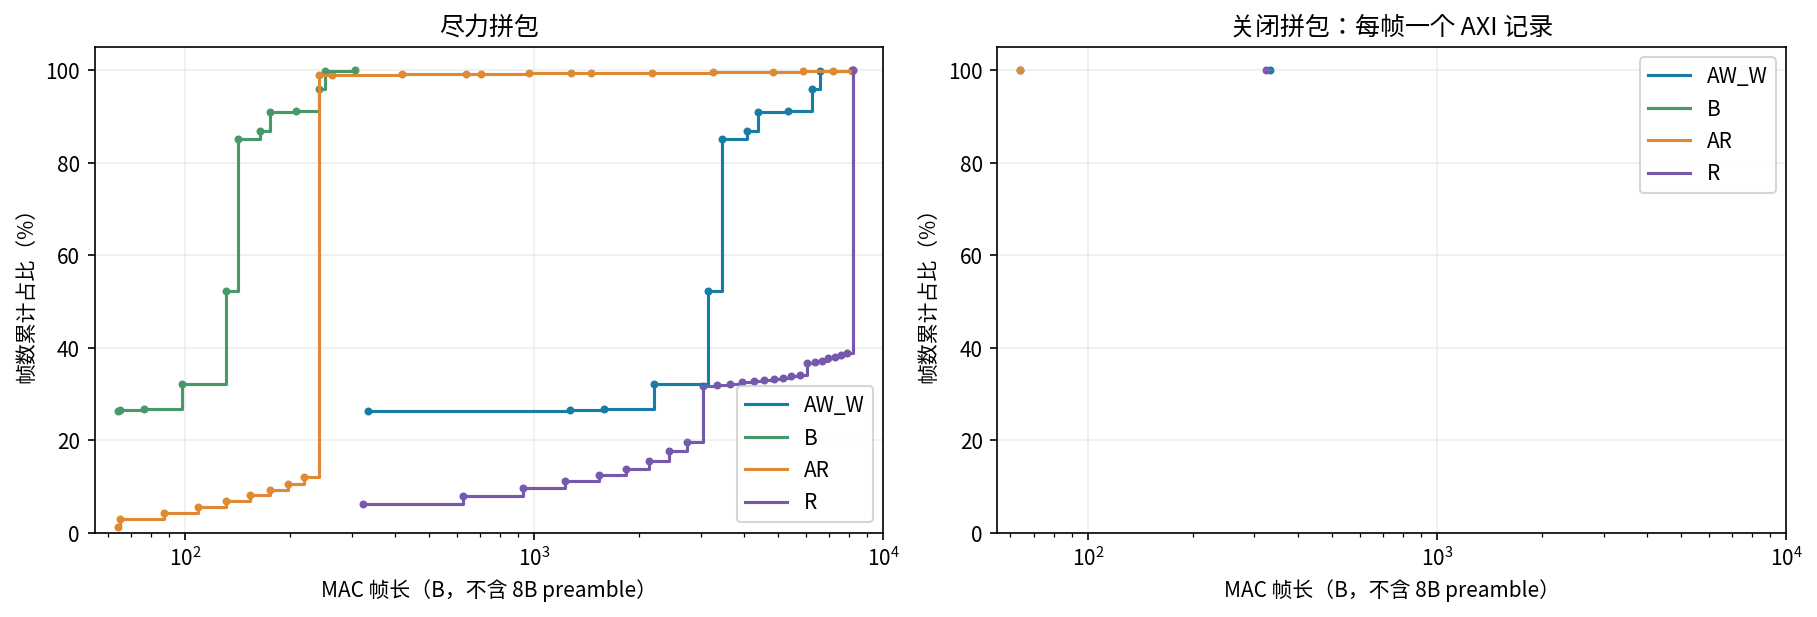 尽力拼包
帧数累计占比（%）
100
80
60
40
20
0
AW_W
B
AR
R
10²
10³
10⁴
MAC 帧长（B，不含 8B preamble）
关闭拼包：每帧一个 AXI 记录
帧数累计占比（%）
100
80
60
40
20
0
AW_W
B
AR
R
10²
10³
10⁴
MAC 帧长（B，不含 8B preamble）